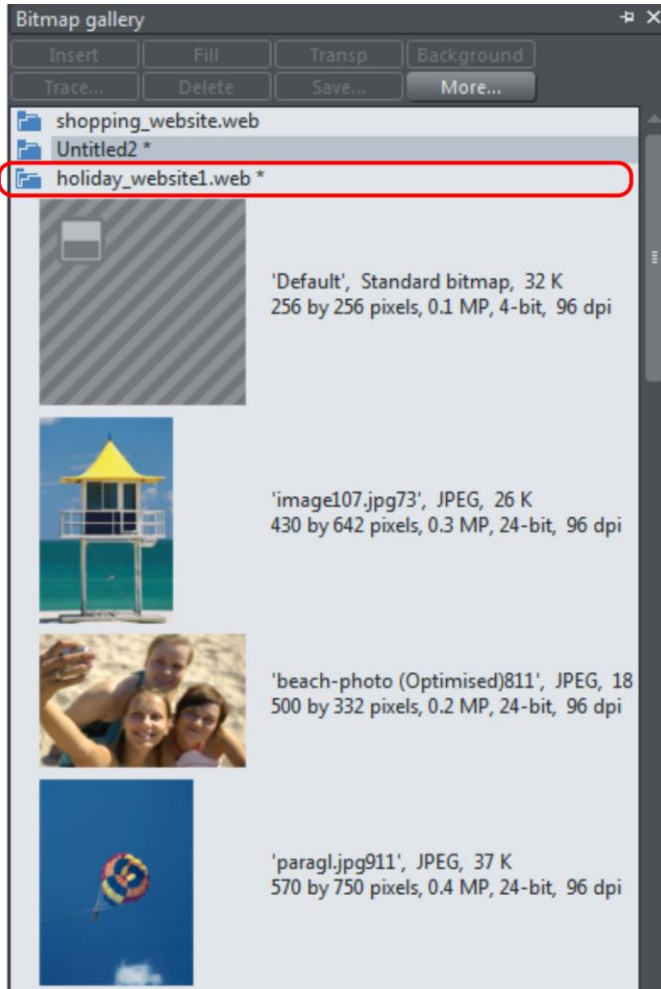 Bitmap gallery
Insert Fill Transp Background
Trace... Delete Save... More...
shopping_website.web
Untitled2 *
holiday_website1.web *
'Default', Standard bitmap, 32 K
256 by 256 pixels, 0.1 MP, 4-bit, 96 dpi
'image107.jpg73', JPEG, 26 K
430 by 642 pixels, 0.3 MP, 24-bit, 96 dpi
'beach-photo (Optimised)811', JPEG, 18
500 by 332 pixels, 0.2 MP, 24-bit, 96 dpi
'paragl.jpg911', JPEG, 37 K
570 by 750 pixels, 0.4 MP, 24-bit, 96 dpi